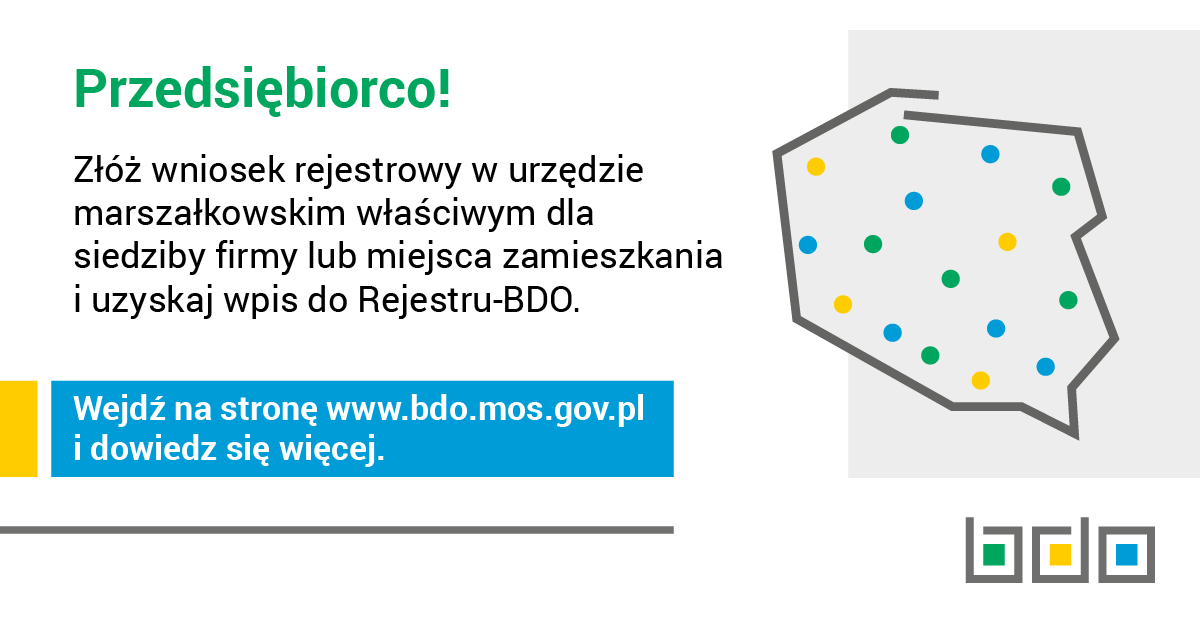 Przedsiębiorco!
Złóż wniosek rejestrowy w urzędzie
marszałkowskim właściwym dla
siedziby firmy lub miejsca zamieszkania
i uzyskaj wpis do Rejestru-BDO.
Wejdź na stronę www.bdo.mos.gov.pl
i dowiedz się więcej.
bdo